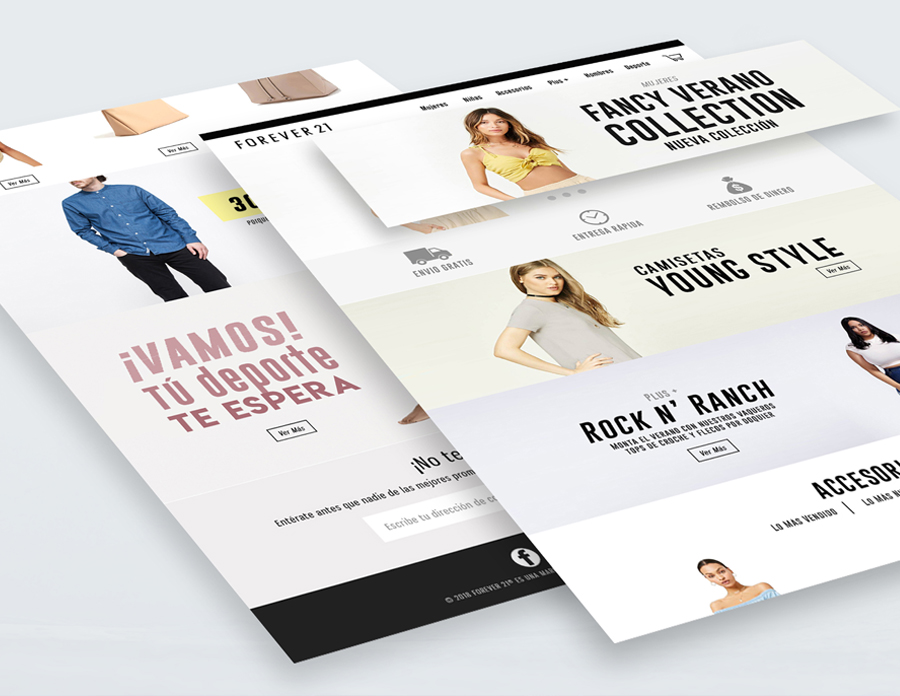 Mujeres Niñas Accesorios Plus + Hombres Deporte
FOREVER 21
MUJERES
FANCY VERANO
COLLECTION
NUEVA COLECCIÓN
ENVIO GRATIS
ENTREGA RAPIDA
REMBOLSO DE DINERO
CAMISETAS
YOUNG STYLE
Ver Más
PLUS +
ROCK N' RANCH
MONTA EL VERANO CON NUESTROS VAQUEROS
TOPS DE CROCHE Y FLECOS POR DOQUIER
Ver Más
ACCESORI
LO MAS VENDIDO | LO MAS
Ver Más
Ver Más
30
¡VAMOS!
TÚ deporte
TE ESPERA
Ver Más
¡No te
Entérate antes que nadie de las mejores prom
Escribe tu dirección de co
© 2018 FOREVER 21® ES UNA MAR